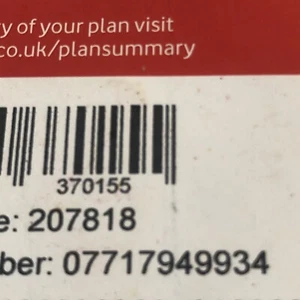 y of your plan visit
co.uk/plansummary
370155
e: 207818
ber: 07717949934